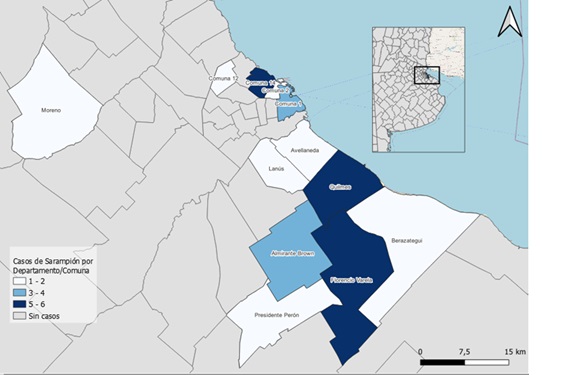 Comuna 12
Comuna 14
Comuna 2
Comuna 1
Moreno
Avellaneda
Lanús
Quilmes
Berazategui
Almirante Brown
Florencio Varela
Presidente Perón
Casos de Sarampión por
Departamento/Comuna
1 - 2
3 - 4
5 - 6
Sin casos
0 7,5 15 km